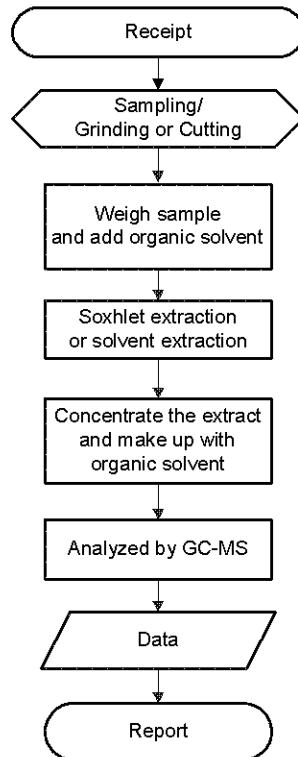 Receipt
Sampling/
Grinding or Cutting
Weigh sample
and add organic solvent
Soxhlet extraction
or solvent extraction
Concentrate the extract
and make up with
organic solvent
Analyzed by GC-MS
Data
Report